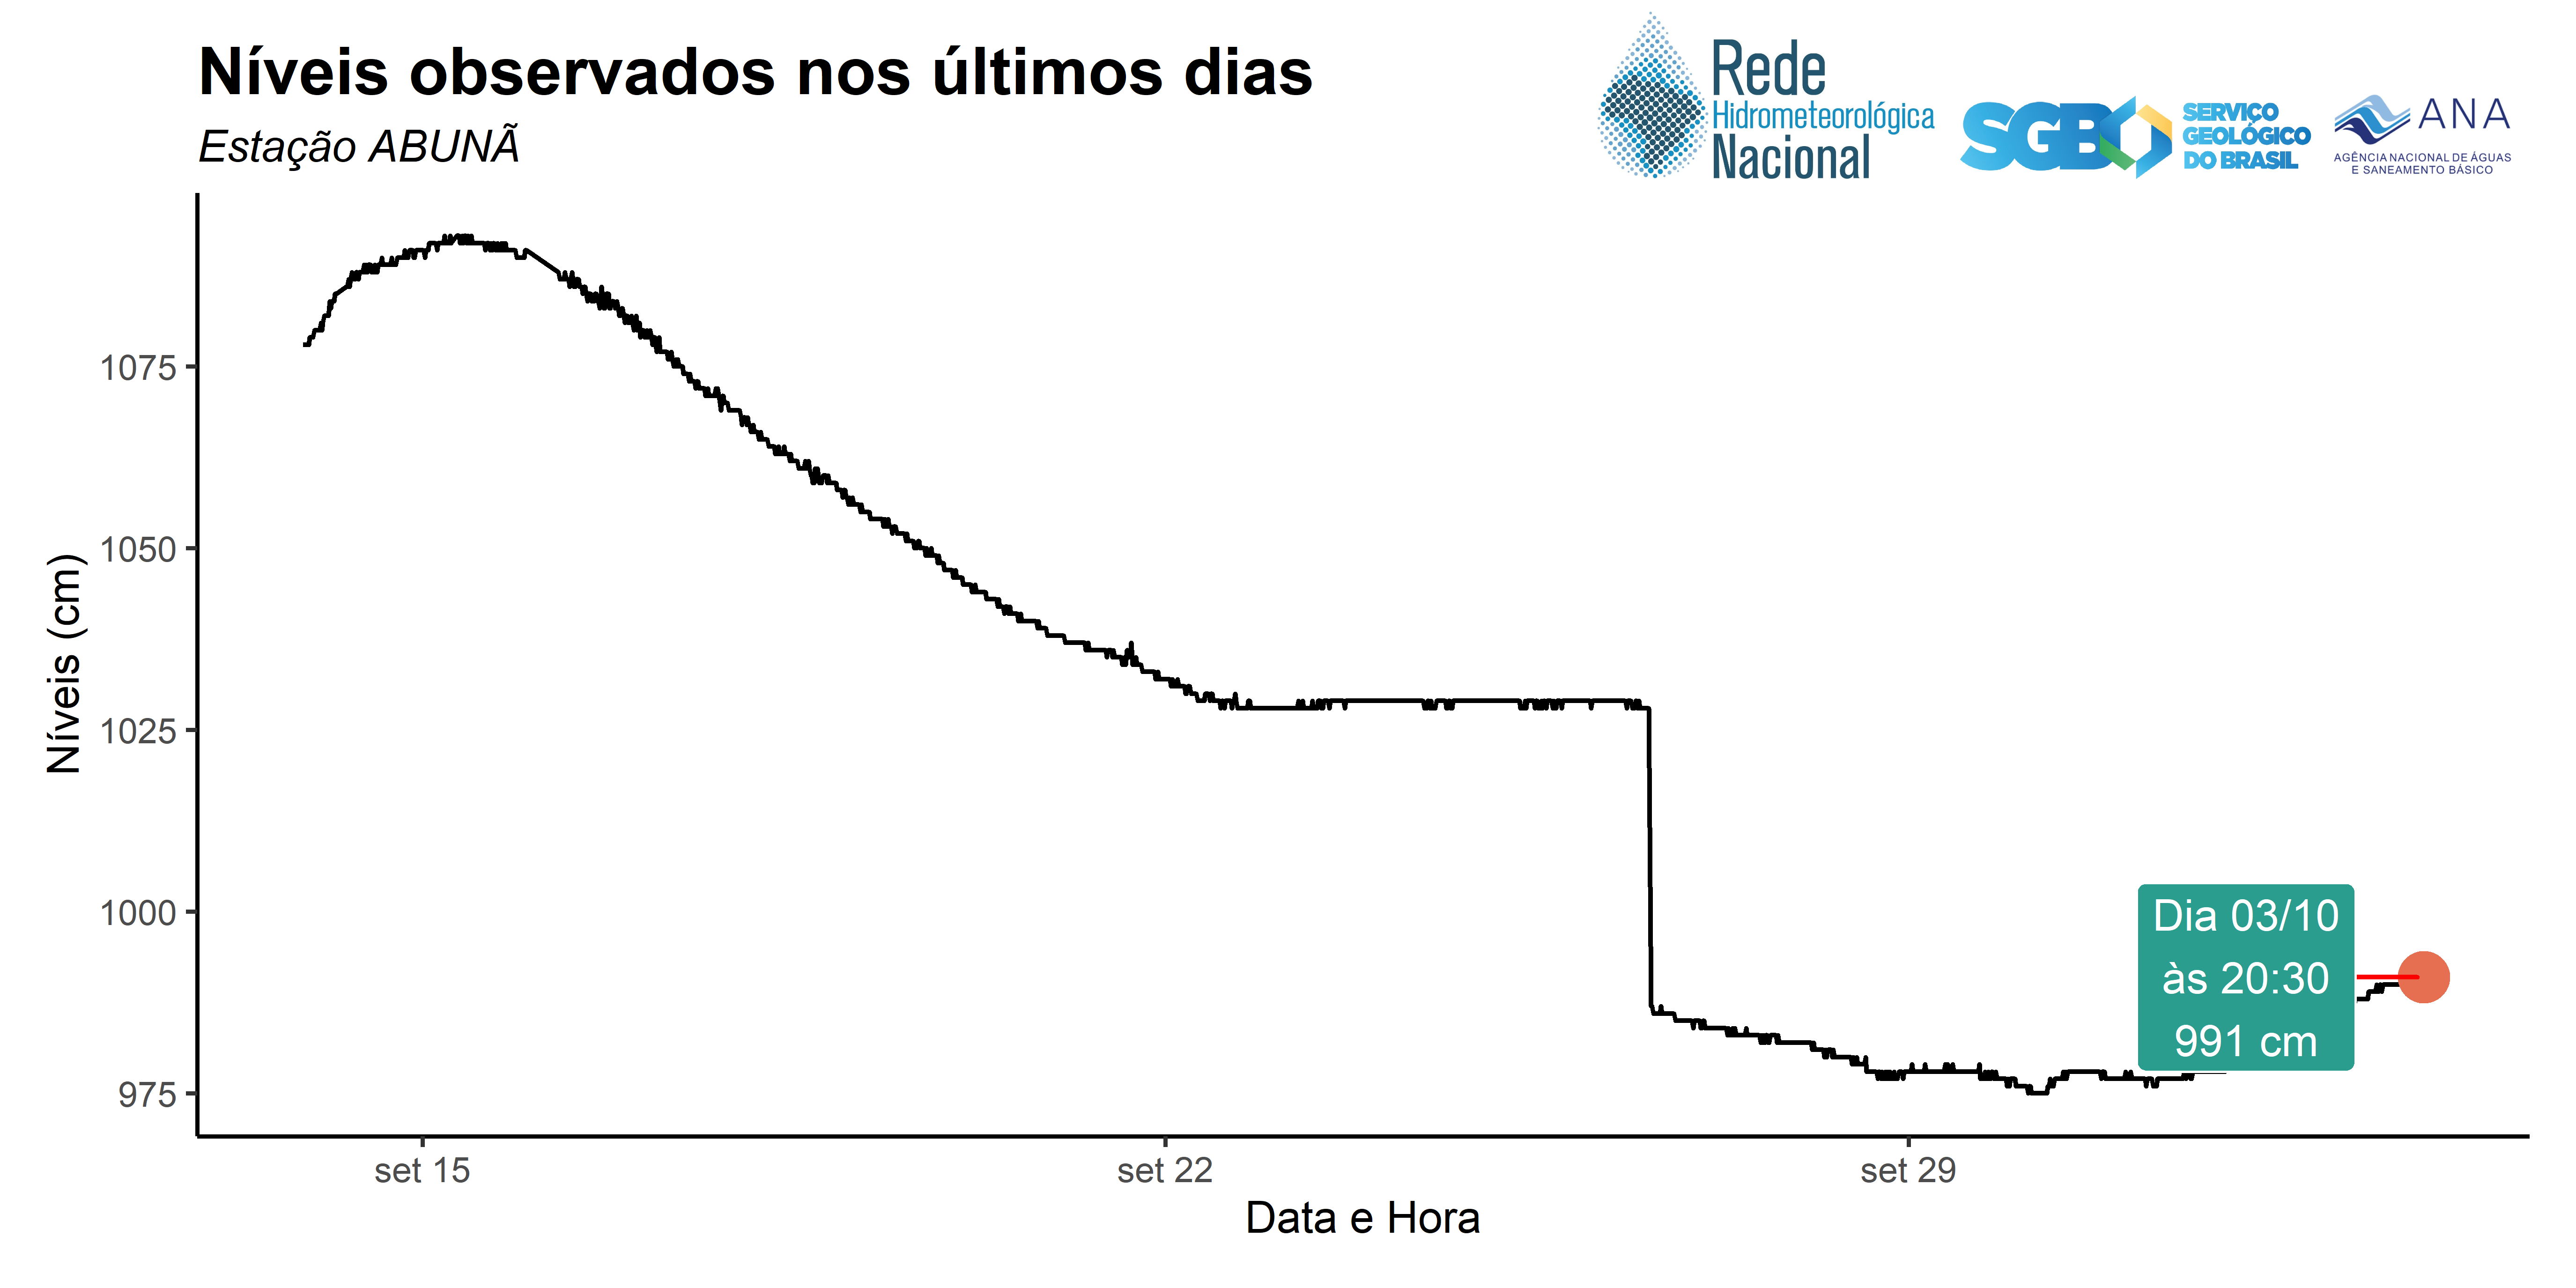 Níveis observados nos últimos dias
Estação ABUNÃ
Rede
Hidrometeorológica
Nacional
SGB
SERVIÇO
GEOLÓGICO
DO BRASIL
ANA
AGÊNCIA NACIONAL DE ÁGUAS
E SANEAMENTO BÁSICO
Níveis (cm)
1075
1050
1025
1000
975
Dia 03/10
às 20:30
991 cm
set 15
set 22
set 29
Data e Hora